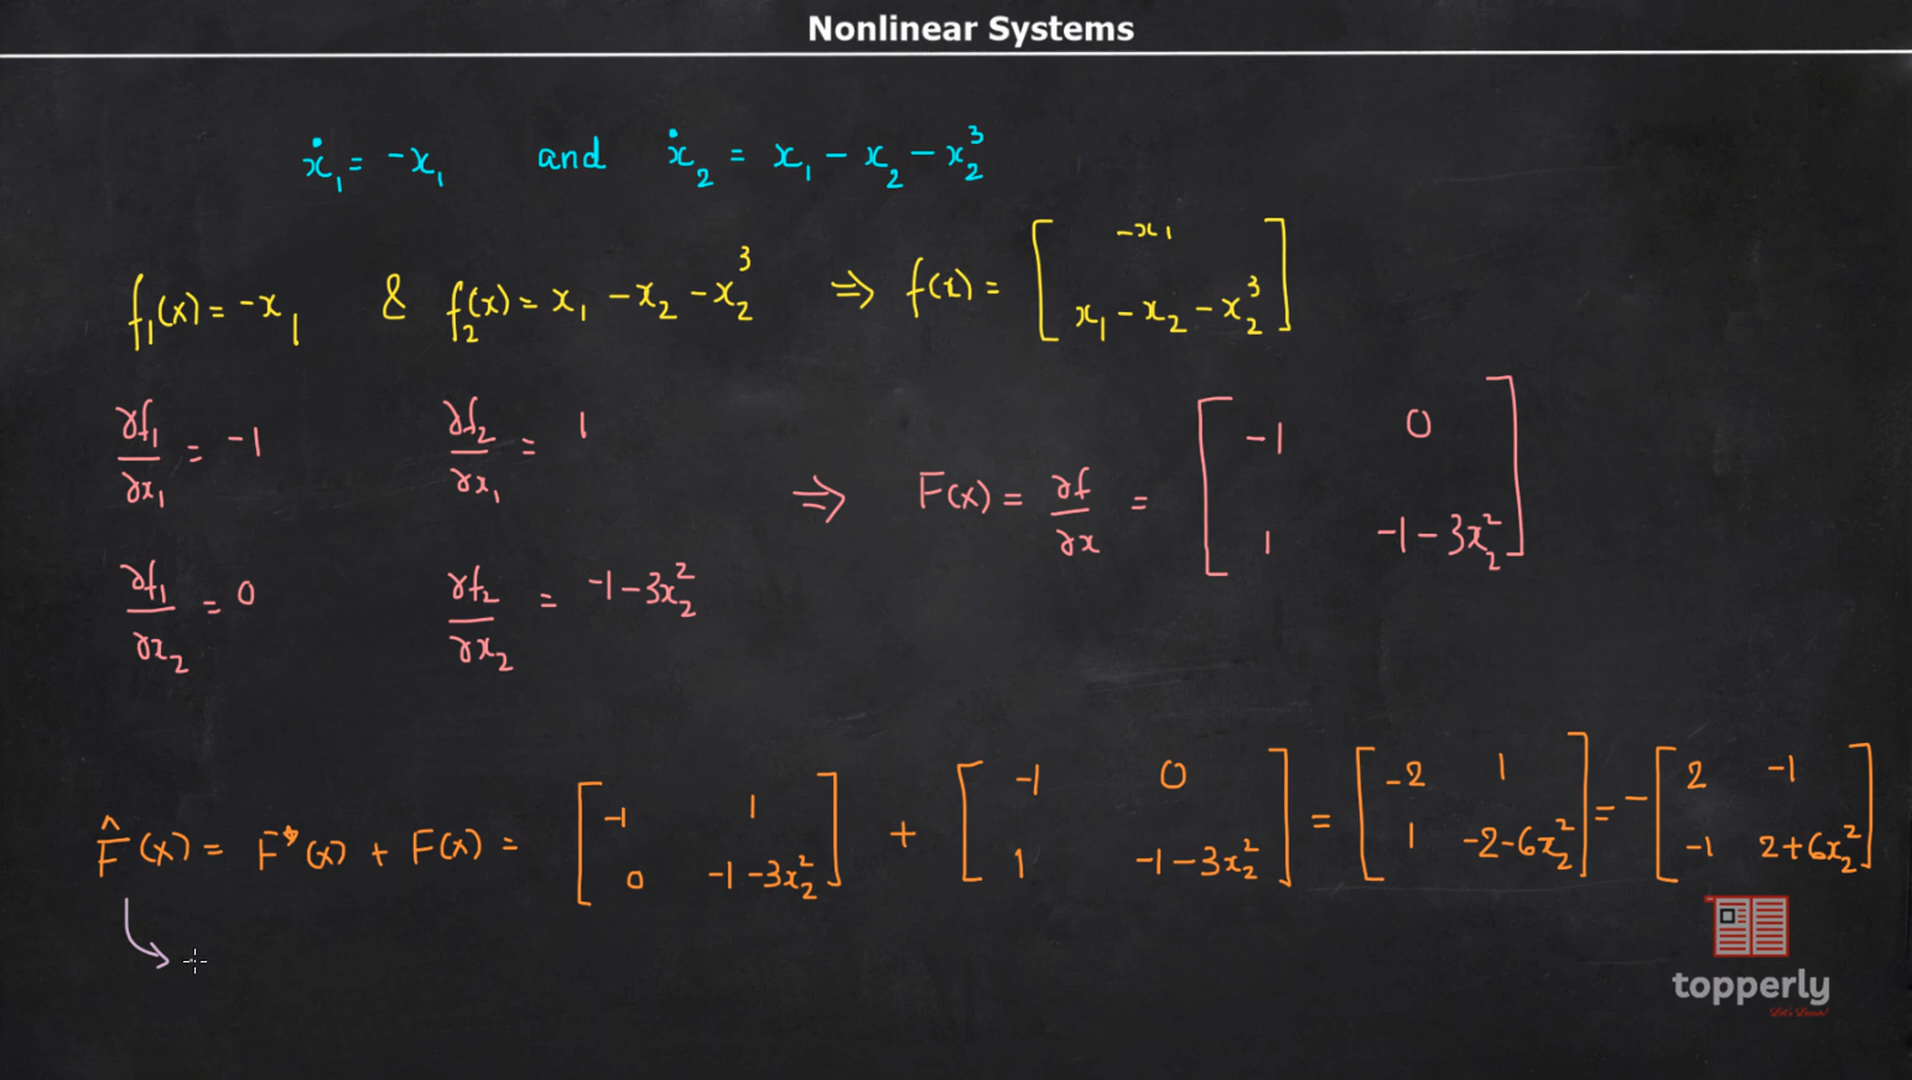 Nonlinear Systems
ẋ₁ = -x₁ and ẋ₂ = x₁ - x₂ - x₂³
f₁(x) = -x₁ & f₂(x) = x₁ - x₂ - x₂³ ⇒ f(x) = [ -x₁ ; x₁ - x₂ - x₂³ ]
∂f₁/∂x₁ = -1 ∂f₂/∂x₁ = 1
⇒ F(x) = ∂f/∂x = [ -1 0 ; 1 -1-3x₂² ]
∂f₁/∂x₂ = 0 ∂f₂/∂x₂ = -1-3x₂²
F̂(x) = F*(x) + F(x) = [ -1 1 ; 0 -1-3x₂² ] + [ -1 0 ; 1 -1-3x₂² ] = [ -2 1 ; 1 -2-6x₂² ] = -[ 2 -1 ; -1 2+6x₂² ]
topperly
Let's Learn!